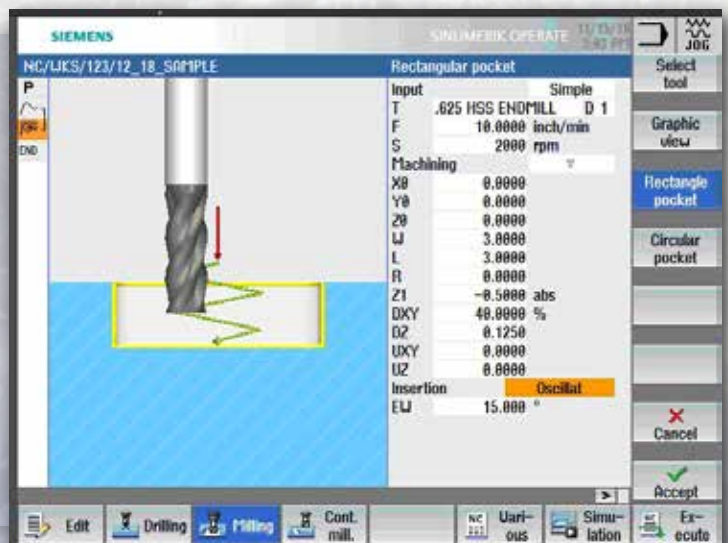 SIEMENS
SINUMERIK OPERATE
JOG
NC/WKS/123/12_18_SAMPLE
Rectangular pocket
Select tool
P
END
Input Simple
T .625 HSS ENDMILL D 1
F 10.0000 inch/min
S 2000 rpm
Machining ▽
X0 0.0000
Y0 0.0000
Z0 0.0000
W 3.0000
L 3.0000
R 0.0000
Z1 -0.5000 abs
DXY 40.0000 %
DZ 0.1250
UXY 0.0000
UZ 0.0000
Insertion Oscillat
EW 15.000 °
Graphic view
Rectangle pocket
Circular pocket
Cancel
Accept
Edit
Drilling
Milling
Cont. mill.
NC
Vari-
ous
Simu-
lation
NC
Ex-
ecute